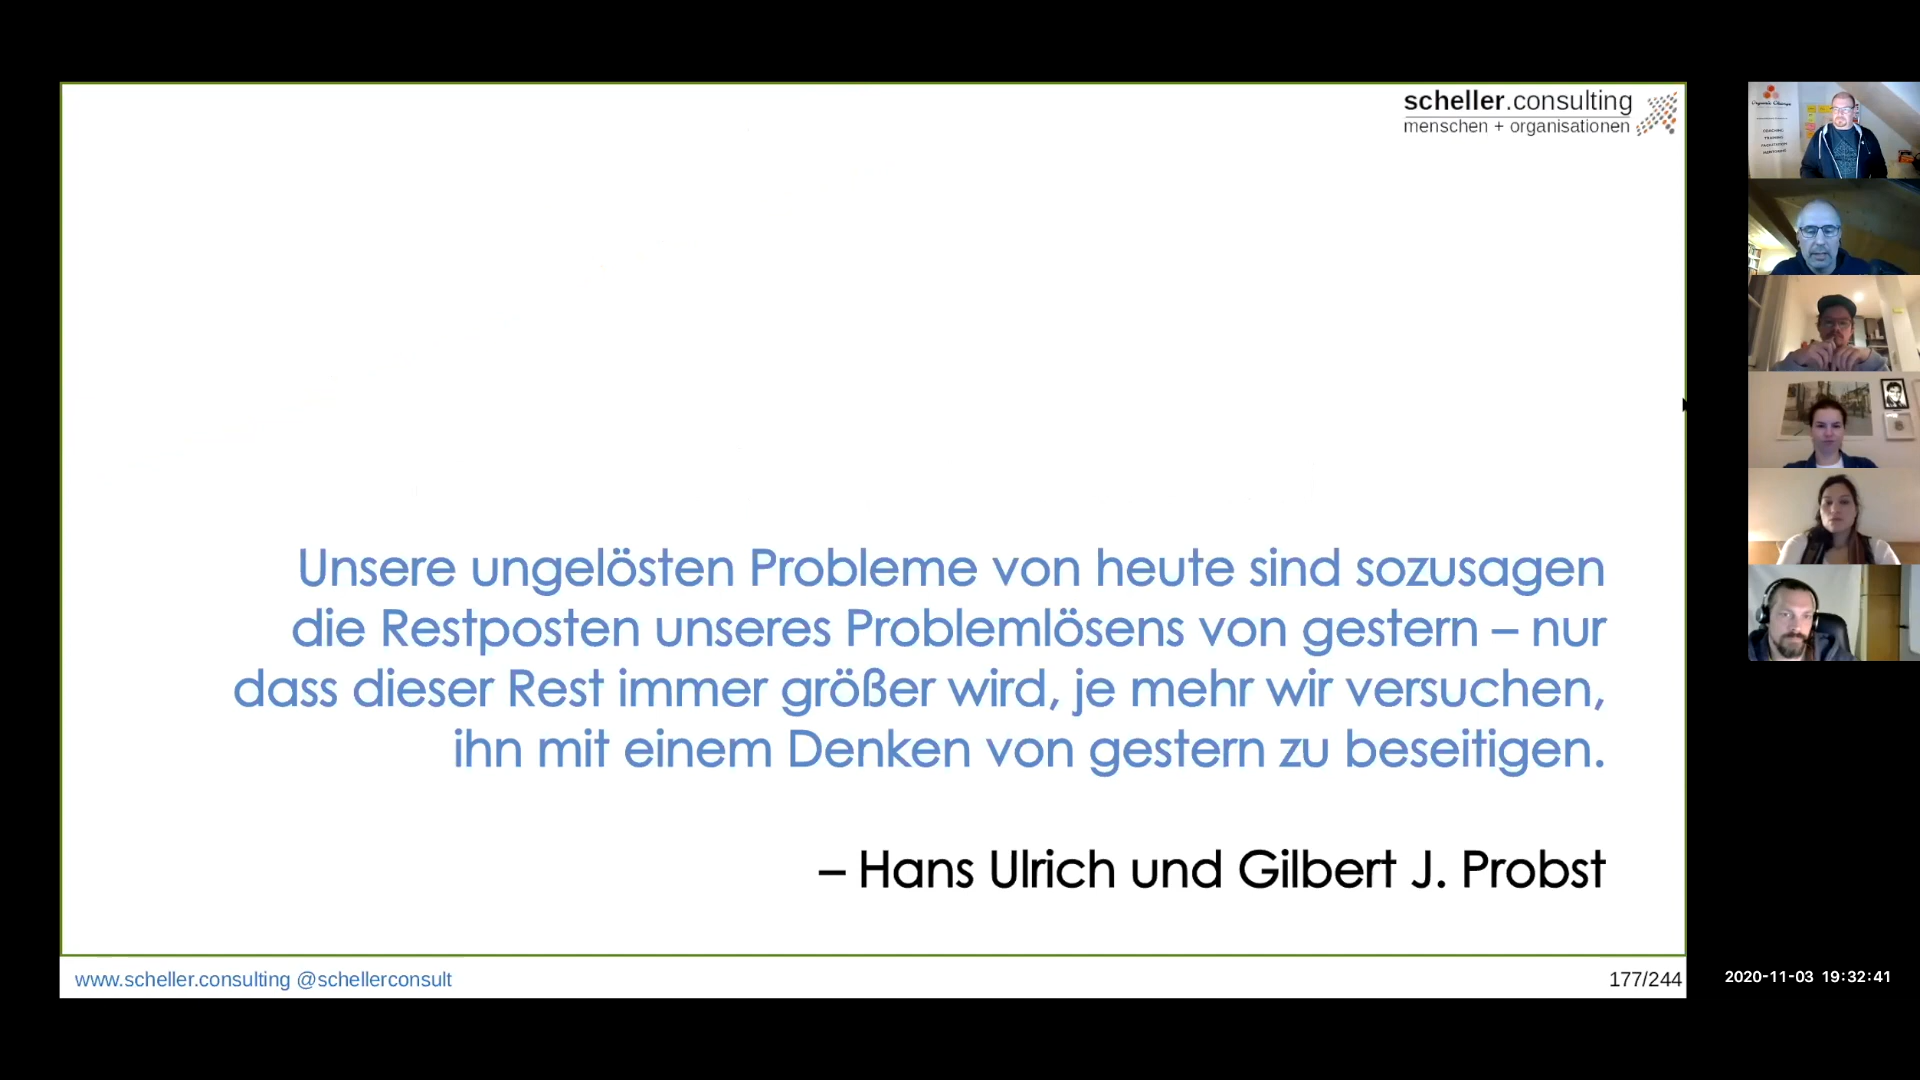 scheller.consulting
menschen + organisationen
Unsere ungelösten Probleme von heute sind sozusagen
die Restposten unseres Problemlösens von gestern – nur
dass dieser Rest immer größer wird, je mehr wir versuchen,
ihn mit einem Denken von gestern zu beseitigen.
– Hans Ulrich und Gilbert J. Probst
www.scheller.consulting @schellerconsult
177/244
2020-11-03 19:32:41